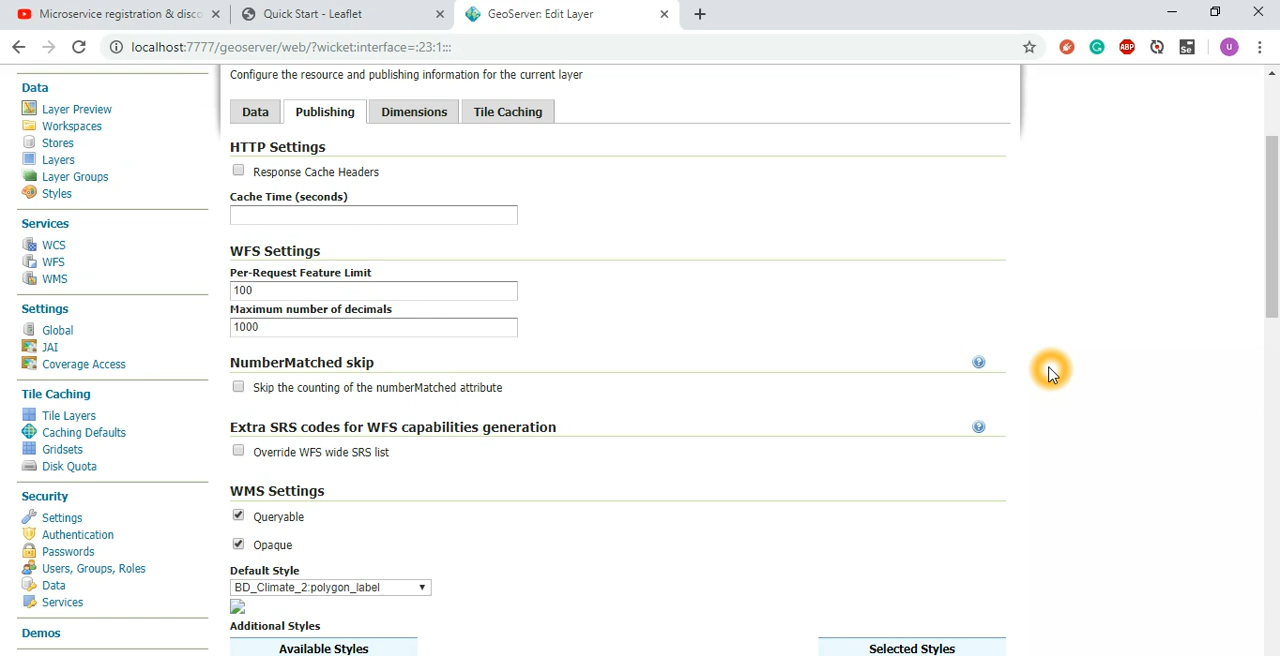 Microservice registration & disco
Quick Start - Leaflet
GeoServer: Edit Layer
localhost:7777/geoserver/web/?wicket:interface=:23:1:::
ABP
Se
U
Configure the resource and publishing information for the current layer
Data
Publishing
Dimensions
Tile Caching
Data
Layer Preview
Workspaces
Stores
Layers
Layer Groups
Styles
Services
WCS
WFS
WMS
Settings
Global
JAI
Coverage Access
Tile Caching
Tile Layers
Caching Defaults
Gridsets
Disk Quota
Security
Settings
Authentication
Passwords
Users, Groups, Roles
Data
Services
Demos
HTTP Settings
Response Cache Headers
Cache Time (seconds)
WFS Settings
Per-Request Feature Limit
100
Maximum number of decimals
1000
NumberMatched skip
Skip the counting of the numberMatched attribute
Extra SRS codes for WFS capabilities generation
Override WFS wide SRS list
WMS Settings
Queryable
Opaque
Default Style
BD_Climate_2:polygon_label
Additional Styles
Available Styles
Selected Styles